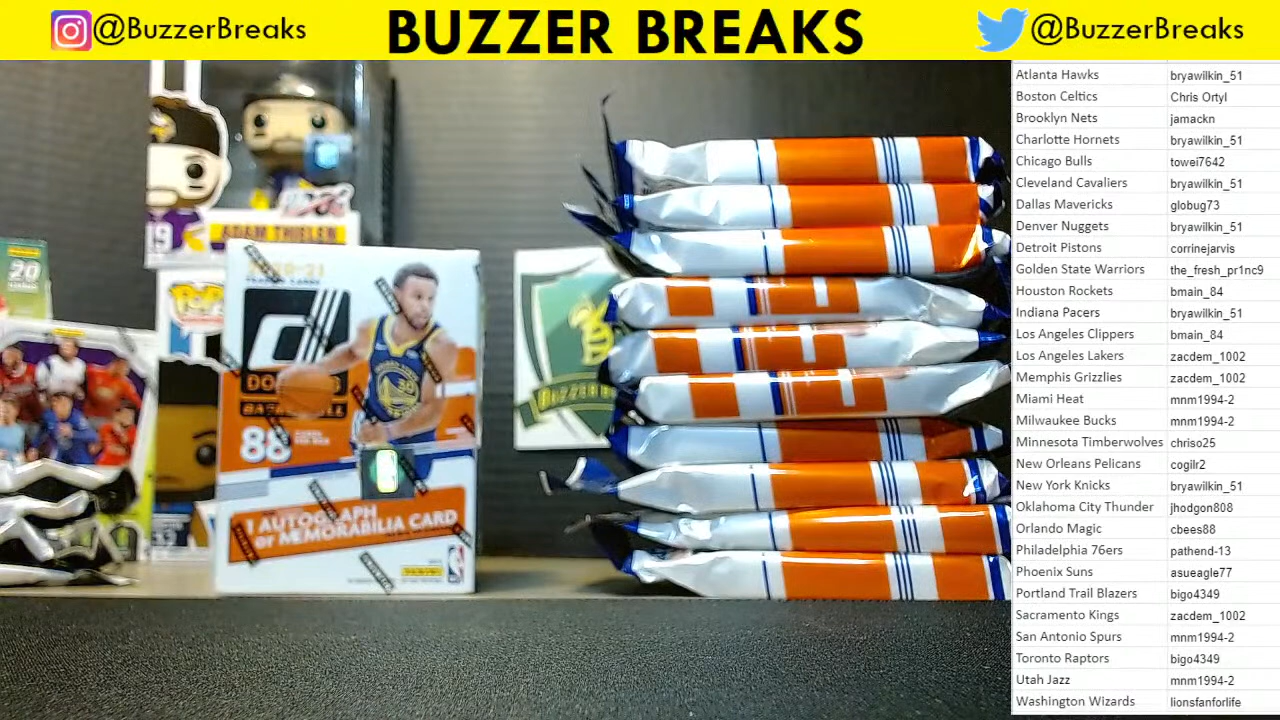 @BuzzerBreaks
BUZZER BREAKS
@BuzzerBreaks
Atlanta Hawks bryawilkin_51
Boston Celtics Chris Ortyl
Brooklyn Nets jamackn
Charlotte Hornets bryawilkin_51
Chicago Bulls towei7642
Cleveland Cavaliers bryawilkin_51
Dallas Mavericks globug73
Denver Nuggets bryawilkin_51
Detroit Pistons corrinejarvis
Golden State Warriors the_fresh_pr1nc9
Houston Rockets bmain_84
Indiana Pacers bryawilkin_51
Los Angeles Clippers bmain_84
Los Angeles Lakers zacdem_1002
Memphis Grizzlies zacdem_1002
Miami Heat mnm1994-2
Milwaukee Bucks mnm1994-2
Minnesota Timberwolves chriso25
New Orleans Pelicans cogilr2
New York Knicks bryawilkin_51
Oklahoma City Thunder jhodgon808
Orlando Magic cbees88
Philadelphia 76ers pathend-13
Phoenix Suns asueagle77
Portland Trail Blazers bigo4349
Sacramento Kings zacdem_1002
San Antonio Spurs mnm1994-2
Toronto Raptors bigo4349
Utah Jazz mnm1994-2
Washington Wizards lionsfanforlife
ADAM THIELEN
19
20
POP
88
30
1 AUTOGRAPH
or MEMORABILIA CARD
PANINI